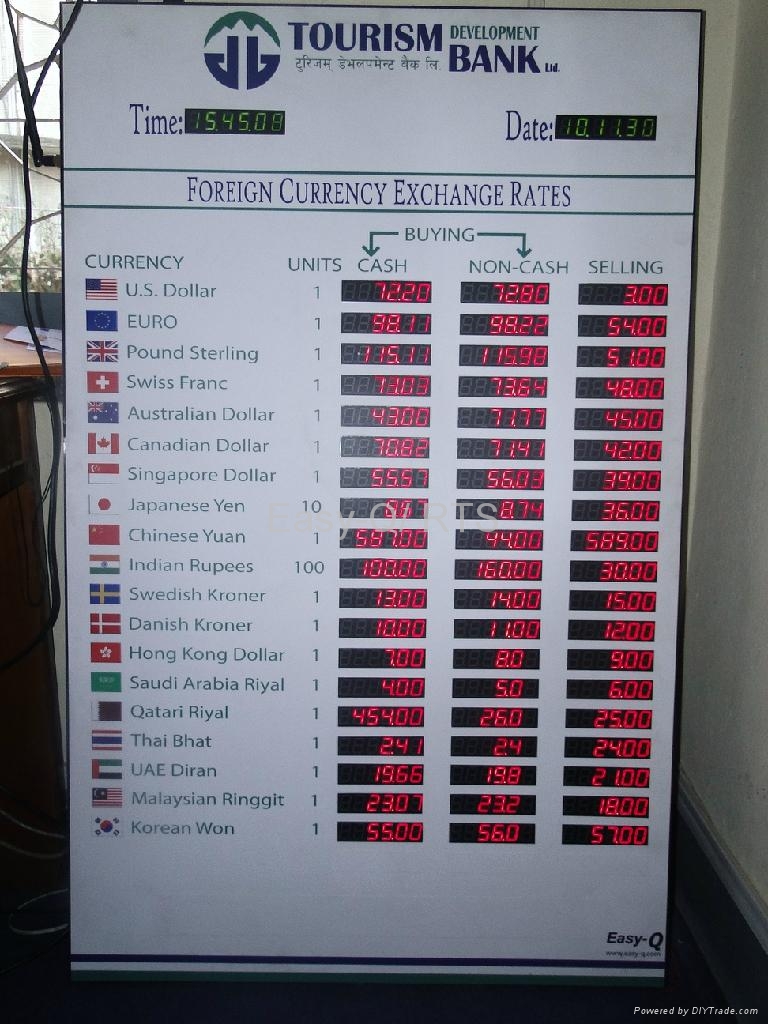 TOURISM DEVELOPMENT BANK Ltd.
टुरिजम् डेभलपमेन्ट बैंक लि.
Time: 15.45.08 Date: 10.11.30
FOREIGN CURRENCY EXCHANGE RATES
BUYING
CURRENCY UNITS CASH NON-CASH SELLING
U.S. Dollar 1 72.20 72.80 3.00
EURO 1 98.11 98.22 54.00
Pound Sterling 1 115.11 115.98 51.00
Swiss Franc 1 73.03 73.64 48.00
Australian Dollar 1 43.00 71.77 45.00
Canadian Dollar 1 70.82 71.41 42.00
Singapore Dollar 1 55.57 56.03 39.00
Japanese Yen 10 8.74 36.00
Chinese Yuan 1 587.00 44.00 589.00
Indian Rupees 100 100.00 160.00 30.00
Swedish Kroner 1 13.00 14.00 15.00
Danish Kroner 1 10.00 11.00 12.00
Hong Kong Dollar 1 7.00 8.0 9.00
Saudi Arabia Riyal 1 4.00 5.0 6.00
Qatari Riyal 1 454.00 26.0 25.00
Thai Bhat 1 2.41 2.4 24.00
UAE Diran 1 19.66 19.8 21.00
Malaysian Ringgit 1 23.07 23.2 18.00
Korean Won 1 55.00 56.0 57.00
Easy-Q
www.easy-q.com
Powered by DIYTrade.com